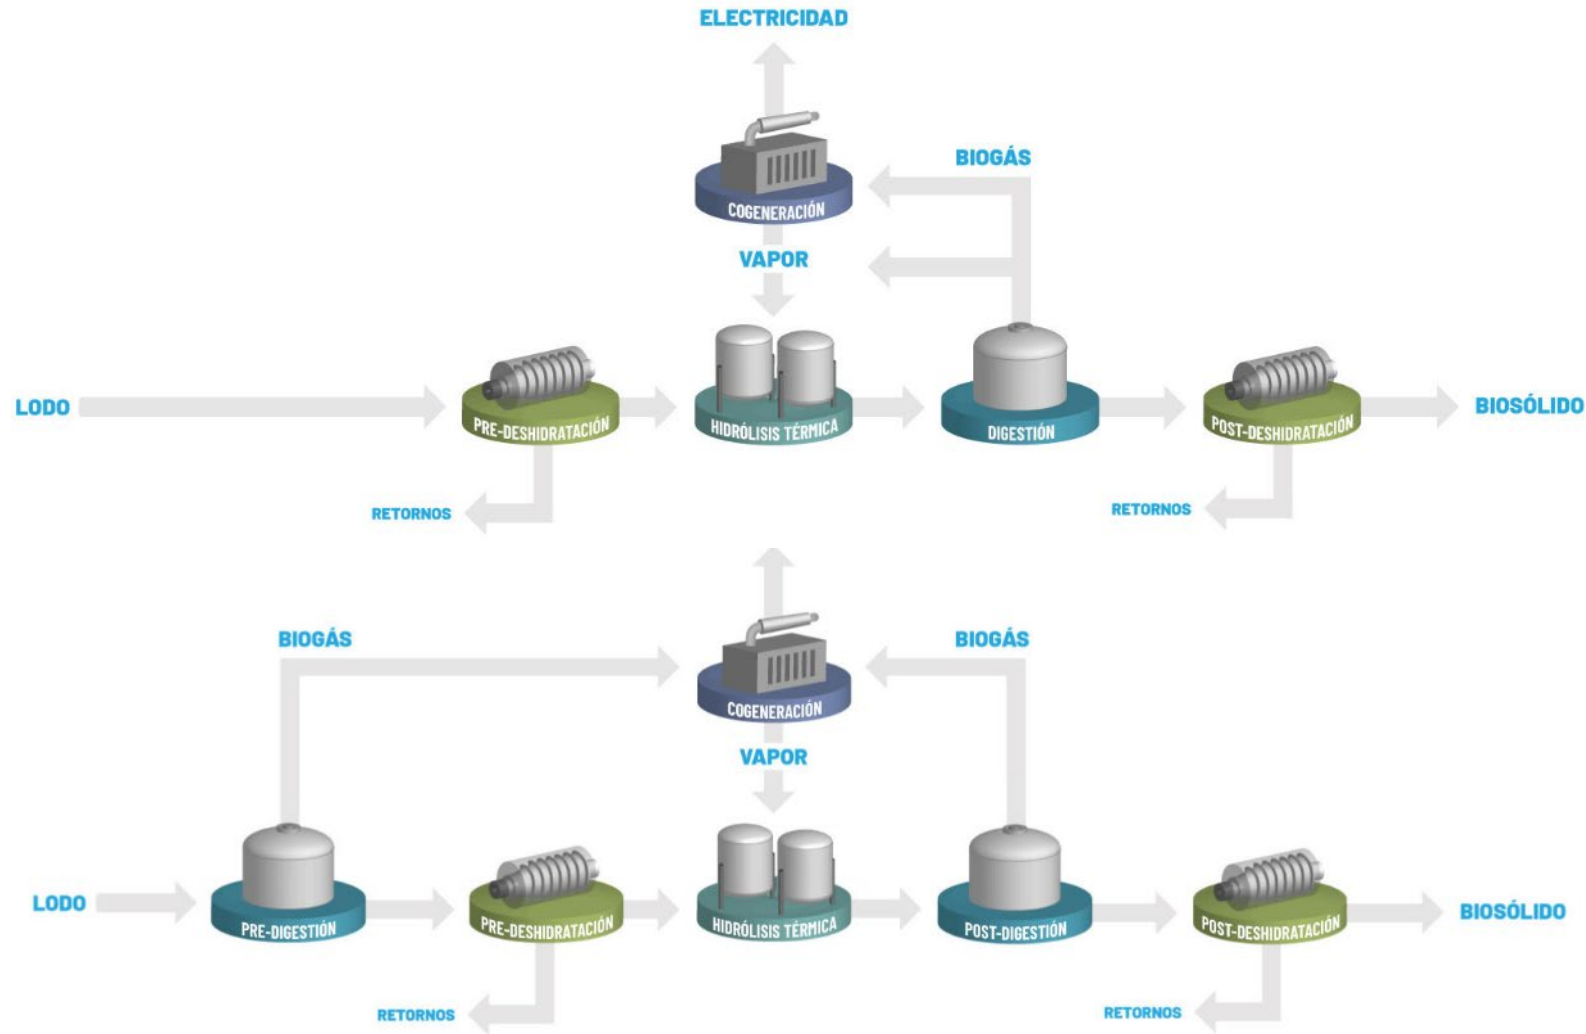 ELECTRICIDAD
BIOGÁS
COGENERACIÓN
VAPOR
LODO
PRE-DESHIDRATACIÓN
HIDRÓLISIS TÉRMICA
DIGESTIÓN
POST-DESHIDRATACIÓN
BIOSÓLIDO
RETORNOS
RETORNOS
BIOGÁS
BIOGÁS
COGENERACIÓN
VAPOR
LODO
PRE-DIGESTIÓN
PRE-DESHIDRATACIÓN
HIDRÓLISIS TÉRMICA
POST-DIGESTIÓN
POST-DESHIDRATACIÓN
BIOSÓLIDO
RETORNOS
RETORNOS